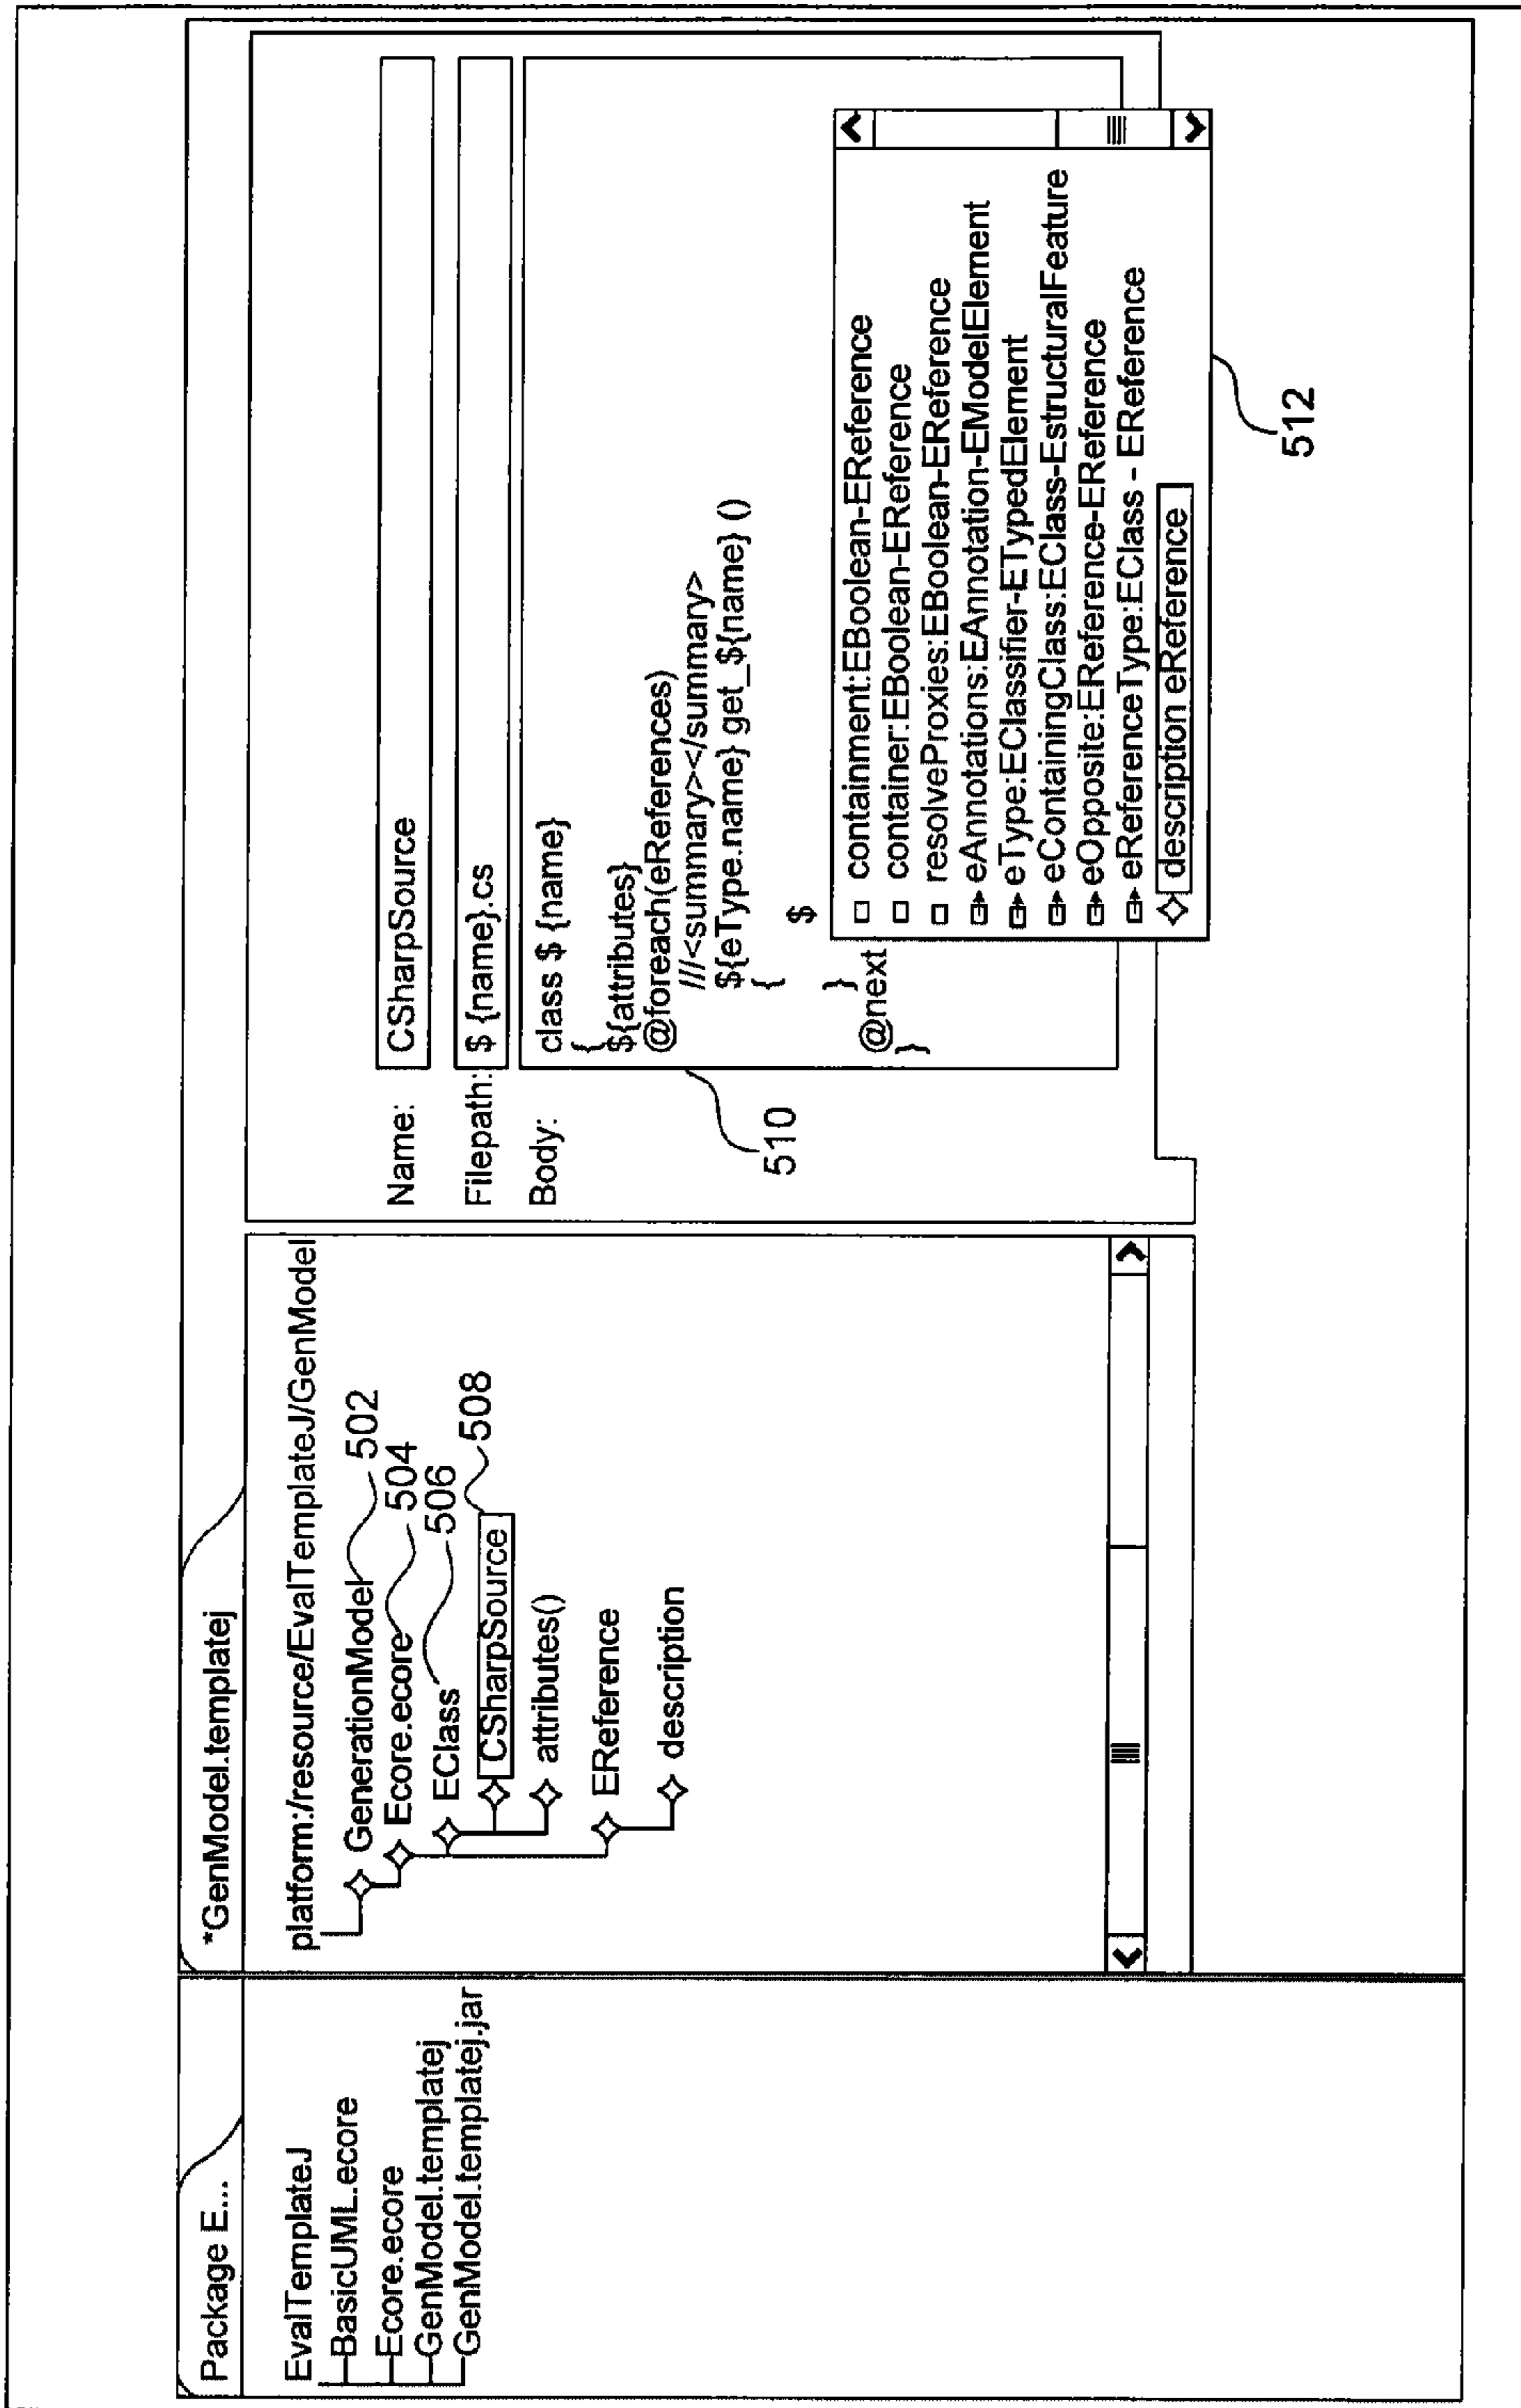 Package E...
EvalTemplateJ
BasicUML.ecore
Ecore.ecore
GenModel.templatej
GenModel.templatej.jar
*GenModel.templatej
platform:/resource/EvalTemplateJ/GenModel
GenerationModel 502
Ecore.ecore 504
EClass 506
CSharpSource 508
attributes()
EReference
description
Name: CSharpSource
Filepath: $ {name}.cs
Body:
class $ {name}
{
${attributes}
@foreach(eReferences)
///<summary></summary>
${eType.name} get_${name} ()
{
$
}
@next
}
510
containment:EBoolean-EReference
container:EBoolean-EReference
resolveProxies:EBoolean-EReference
eAnnotations:EAnnotation-EModelElement
eType:EClassifier-ETypedElement
eContainingClass:EClass-EstructuralFeature
eOpposite:EReference-EReference
eReferenceType:EClass - EReference
description eReference
512